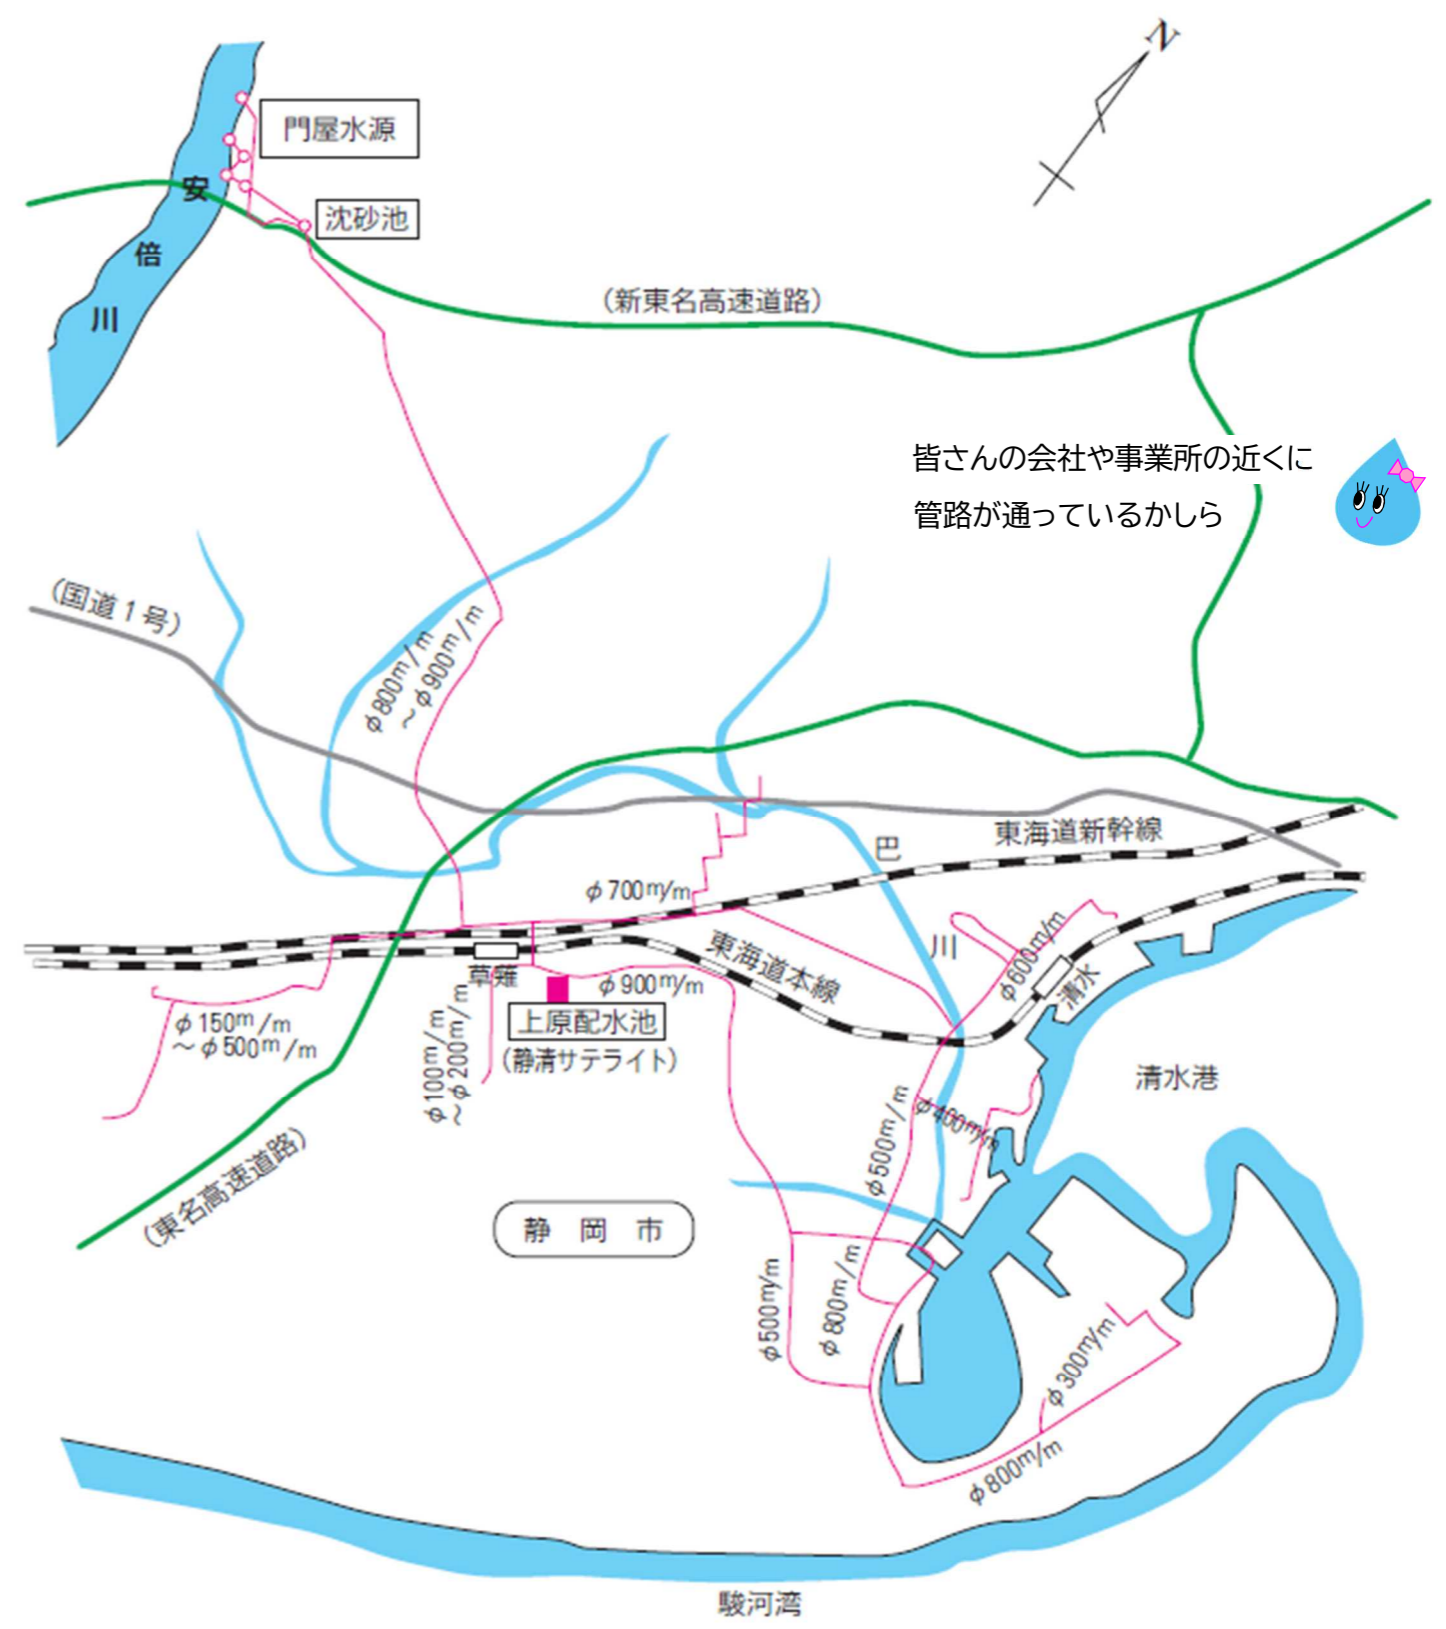 N
門屋水源
沈砂池
安倍川
(新東名高速道路)
皆さんの会社や事業所の近くに
管路が通っているかしら
(国道1号)
φ800m/m
~φ900m/m
東海道新幹線
巴川
φ700m/m
東海道本線
φ600m/m
清水
草薙
φ900m/m
上原配水池
(静清サテライト)
φ150m/m
~φ500m/m
φ100m/m
~φ200m/m
清水港
φ500m/m
φ400m/m
(東名高速道路)
静岡市
φ500m/m
φ800m/m
φ300m/m
φ800m/m
駿河湾